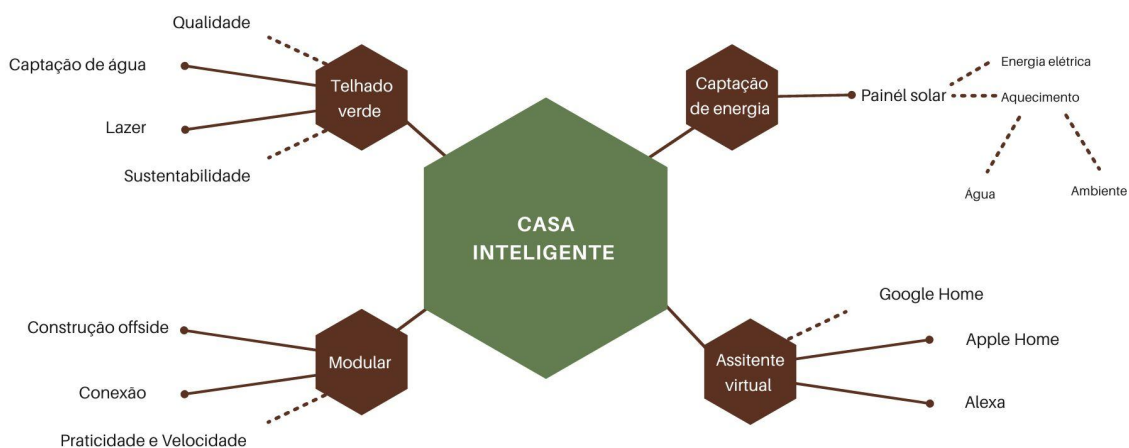 Qualidade
Captação de água
Lazer
Sustentabilidade
Telhado
verde
Captação
de energia
Painél solar
Energia elétrica
Aquecimento
Água
Ambiente
CASA
INTELIGENTE
Construção offside
Conexão
Praticidade e Velocidade
Modular
Assitente
virtual
Google Home
Apple Home
Alexa